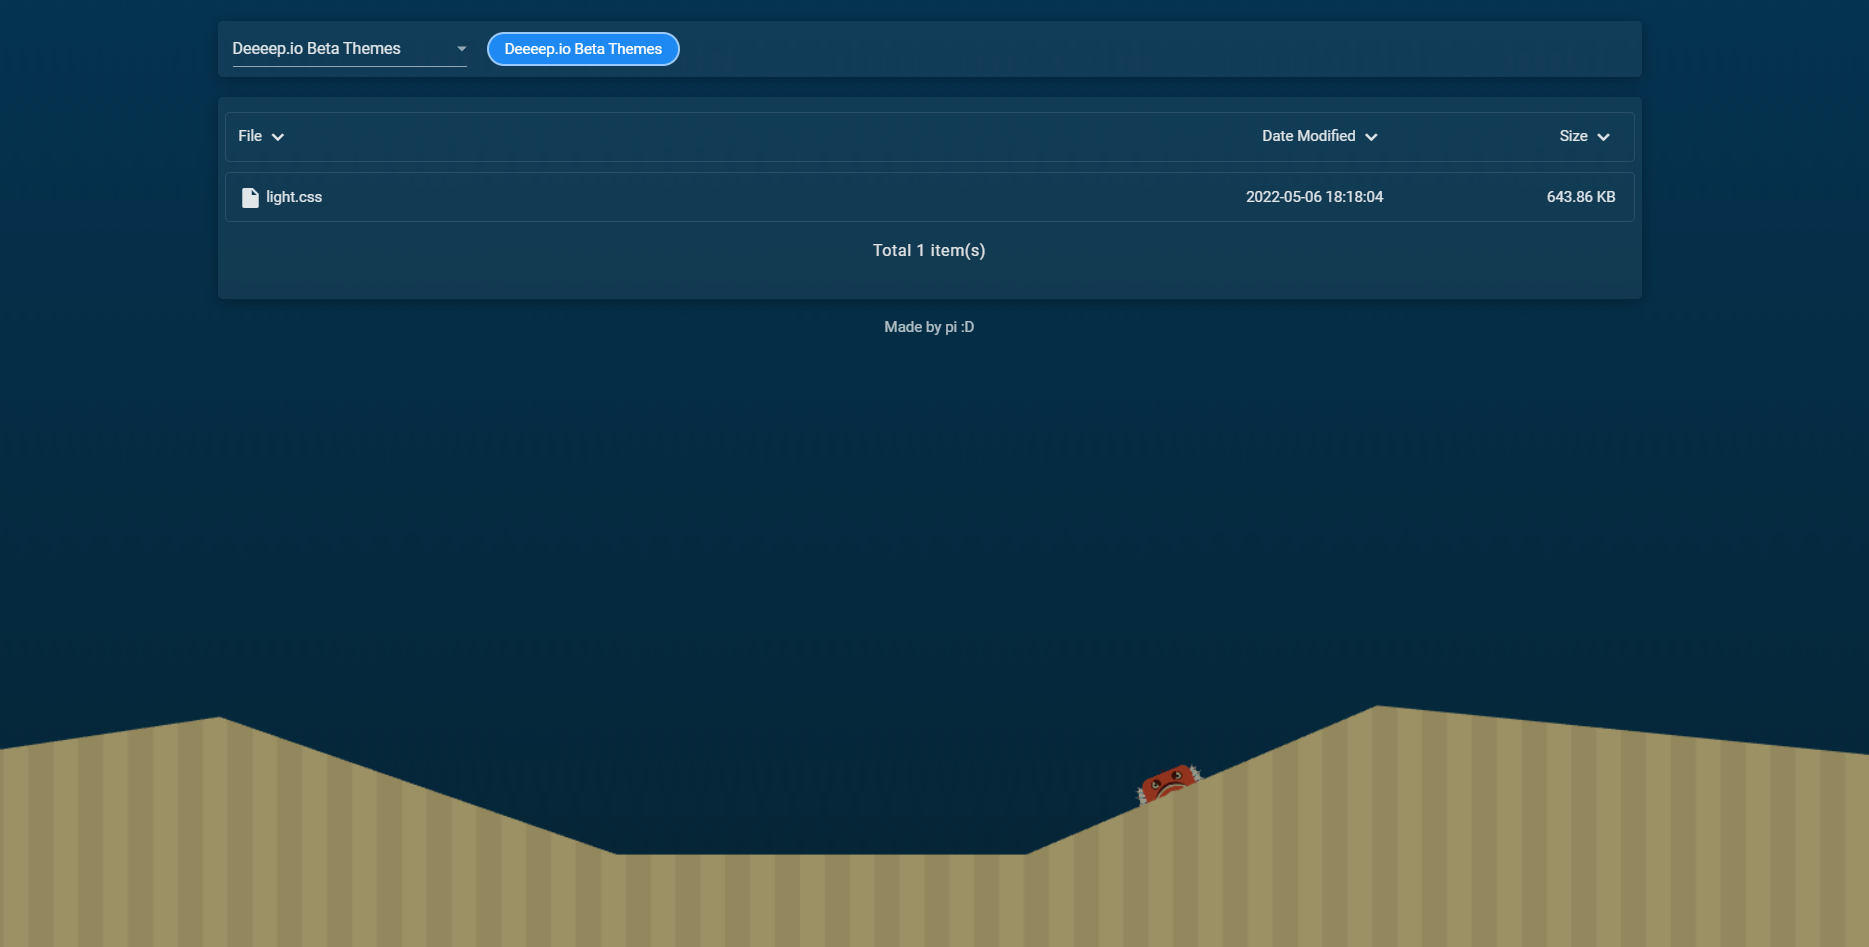 Deeeep.io Beta Themes Deeeep.io Beta Themes
File Date Modified Size
light.css 2022-05-06 18:18:04 643.86 KB
Total 1 item(s)
Made by pi :D